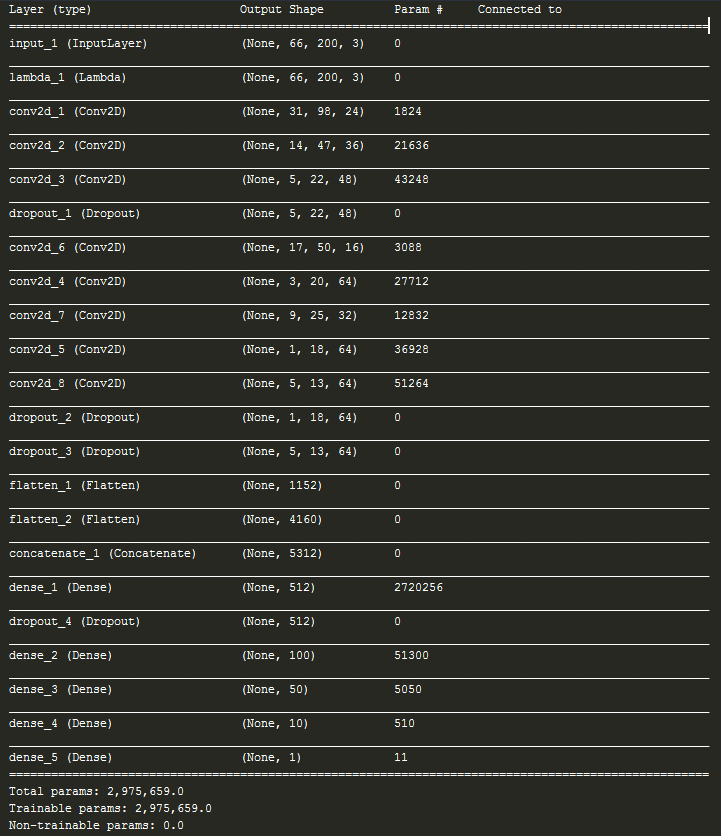 Layer (type) Output Shape Param # Connected to
input_1 (InputLayer) (None, 66, 200, 3) 0
lambda_1 (Lambda) (None, 66, 200, 3) 0
conv2d_1 (Conv2D) (None, 31, 98, 24) 1824
conv2d_2 (Conv2D) (None, 14, 47, 36) 21636
conv2d_3 (Conv2D) (None, 5, 22, 48) 43248
dropout_1 (Dropout) (None, 5, 22, 48) 0
conv2d_6 (Conv2D) (None, 17, 50, 16) 3088
conv2d_4 (Conv2D) (None, 3, 20, 64) 27712
conv2d_7 (Conv2D) (None, 9, 25, 32) 12832
conv2d_5 (Conv2D) (None, 1, 18, 64) 36928
conv2d_8 (Conv2D) (None, 5, 13, 64) 51264
dropout_2 (Dropout) (None, 1, 18, 64) 0
dropout_3 (Dropout) (None, 5, 13, 64) 0
flatten_1 (Flatten) (None, 1152) 0
flatten_2 (Flatten) (None, 4160) 0
concatenate_1 (Concatenate) (None, 5312) 0
dense_1 (Dense) (None, 512) 2720256
dropout_4 (Dropout) (None, 512) 0
dense_2 (Dense) (None, 100) 51300
dense_3 (Dense) (None, 50) 5050
dense_4 (Dense) (None, 10) 510
dense_5 (Dense) (None, 1) 11
Total params: 2,975,659.0
Trainable params: 2,975,659.0
Non-trainable params: 0.0